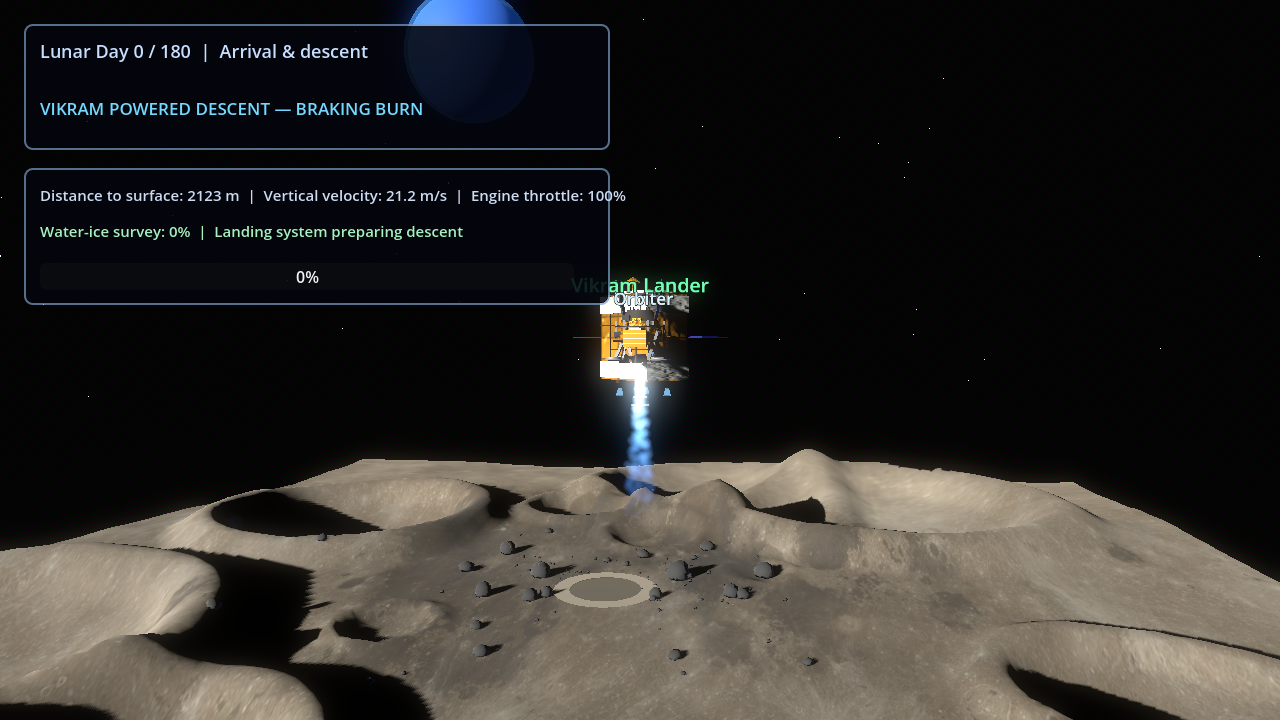 Lunar Day 0 / 180 | Arrival & descent
VIKRAM POWERED DESCENT — BRAKING BURN
Distance to surface: 2123 m | Vertical velocity: 21.2 m/s | Engine throttle: 100%
Water-ice survey: 0% | Landing system preparing descent
0%
Vikram Lander
Orbiter